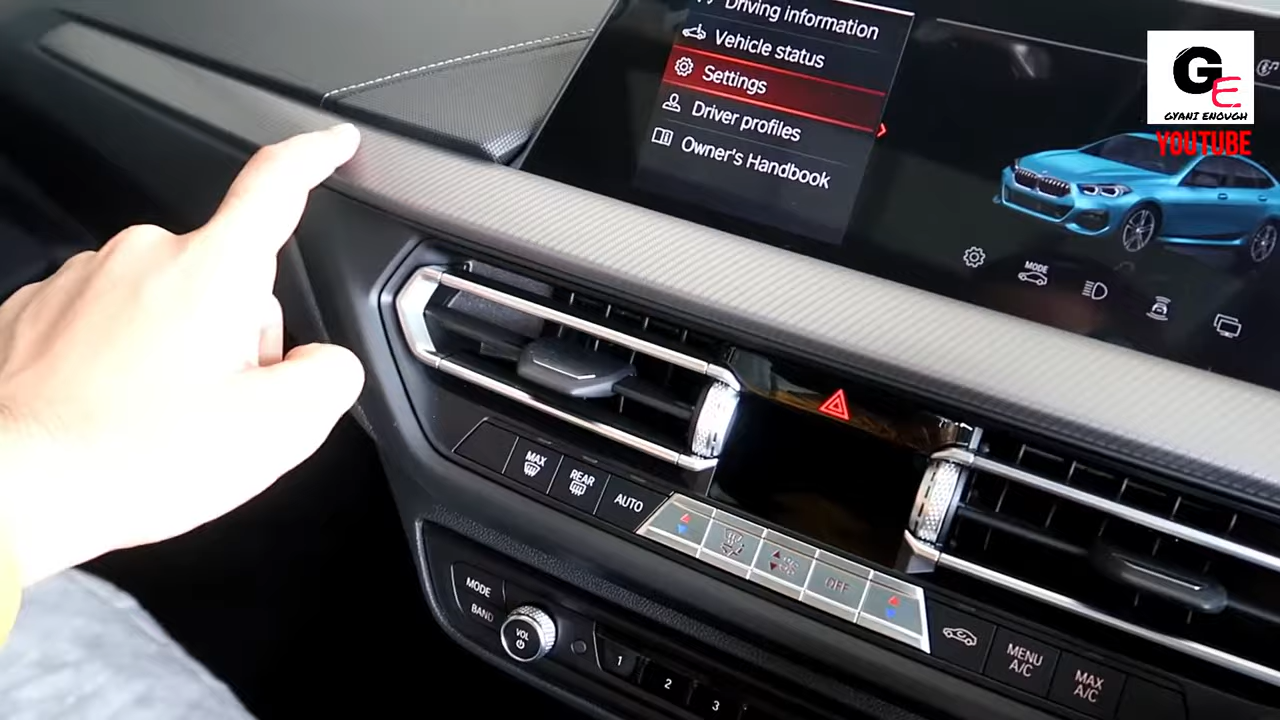 Driving information
Vehicle status
Settings
Driver profiles
Owner's Handbook
GE
GYANI ENOUGH
YOUTUBE
MODE
MAX
REAR
AUTO
OFF
MODE
BAND
VOL
1
2
3
MENU
A/C
MAX
A/C